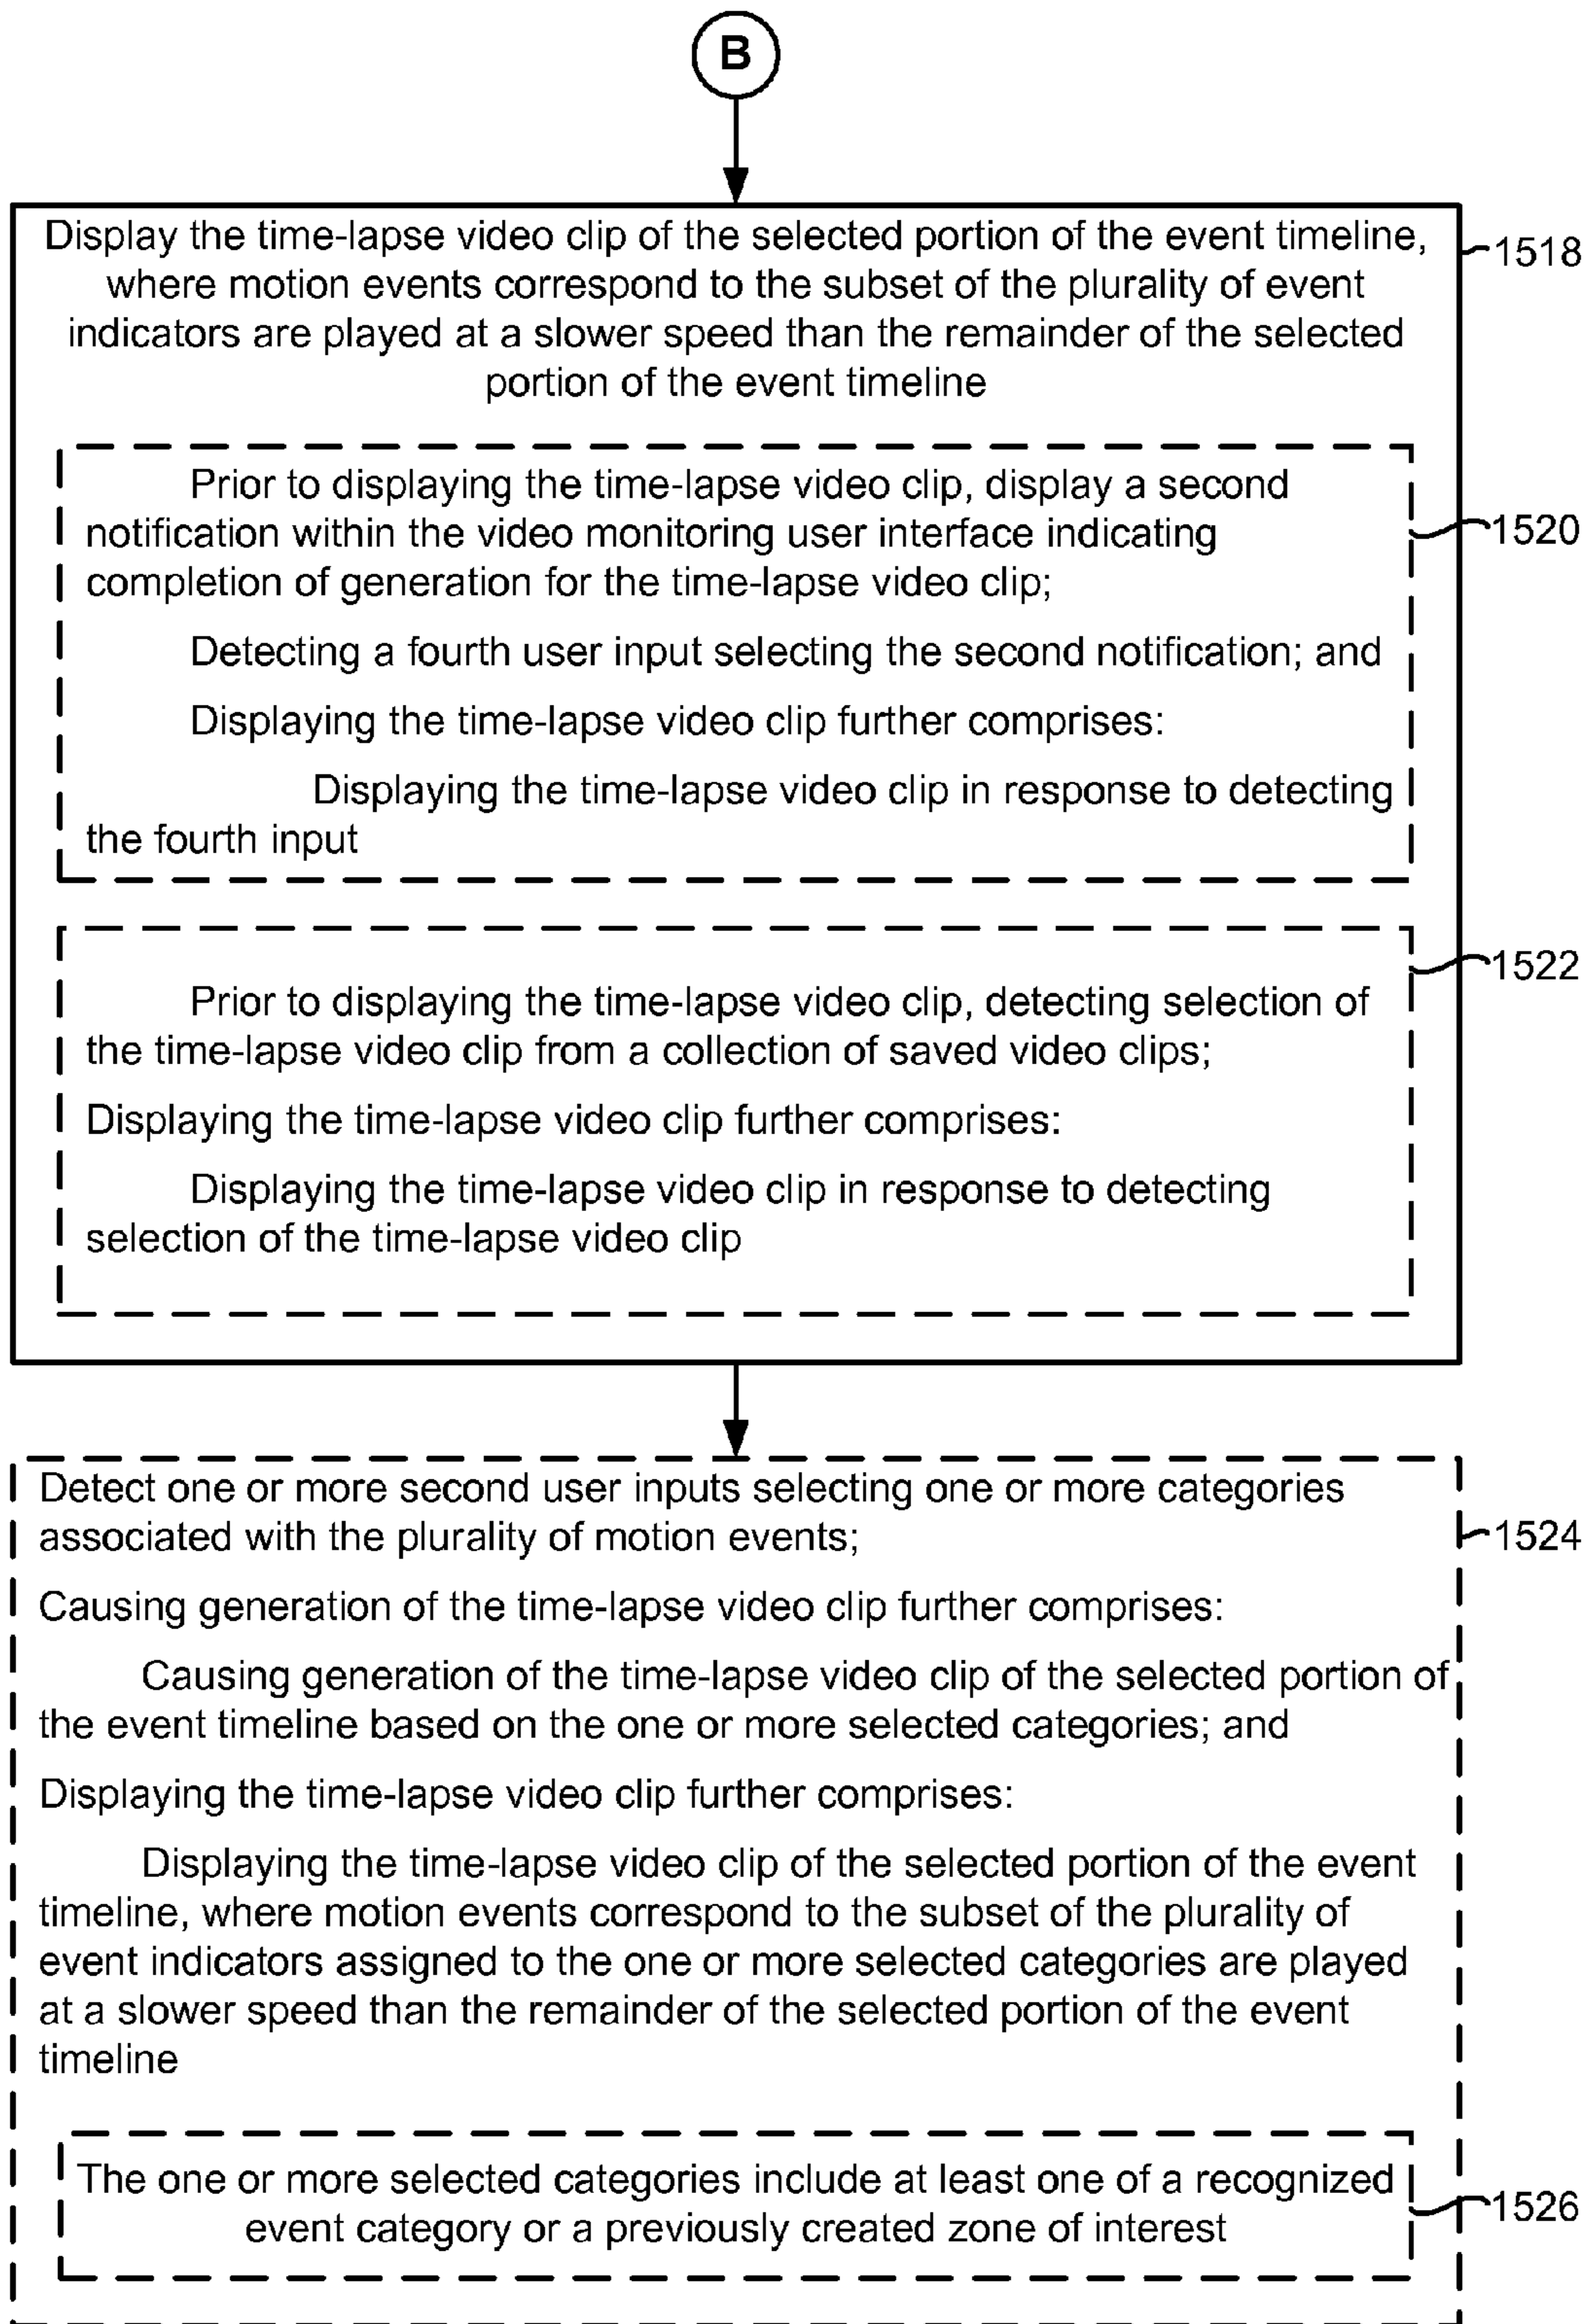 B
Display the time-lapse video clip of the selected portion of the event timeline,
where motion events correspond to the subset of the plurality of event
indicators are played at a slower speed than the remainder of the selected
portion of the event timeline
1518
Prior to displaying the time-lapse video clip, display a second
notification within the video monitoring user interface indicating
completion of generation for the time-lapse video clip;
Detecting a fourth user input selecting the second notification; and
Displaying the time-lapse video clip further comprises:
Displaying the time-lapse video clip in response to detecting
the fourth input
1520
Prior to displaying the time-lapse video clip, detecting selection of
the time-lapse video clip from a collection of saved video clips;
Displaying the time-lapse video clip further comprises:
Displaying the time-lapse video clip in response to detecting
selection of the time-lapse video clip
1522
Detect one or more second user inputs selecting one or more categories
associated with the plurality of motion events;
Causing generation of the time-lapse video clip further comprises:
Causing generation of the time-lapse video clip of the selected portion of
the event timeline based on the one or more selected categories; and
Displaying the time-lapse video clip further comprises:
Displaying the time-lapse video clip of the selected portion of the event
timeline, where motion events correspond to the subset of the plurality of
event indicators assigned to the one or more selected categories are played
at a slower speed than the remainder of the selected portion of the event
timeline
1524
The one or more selected categories include at least one of a recognized
event category or a previously created zone of interest
1526